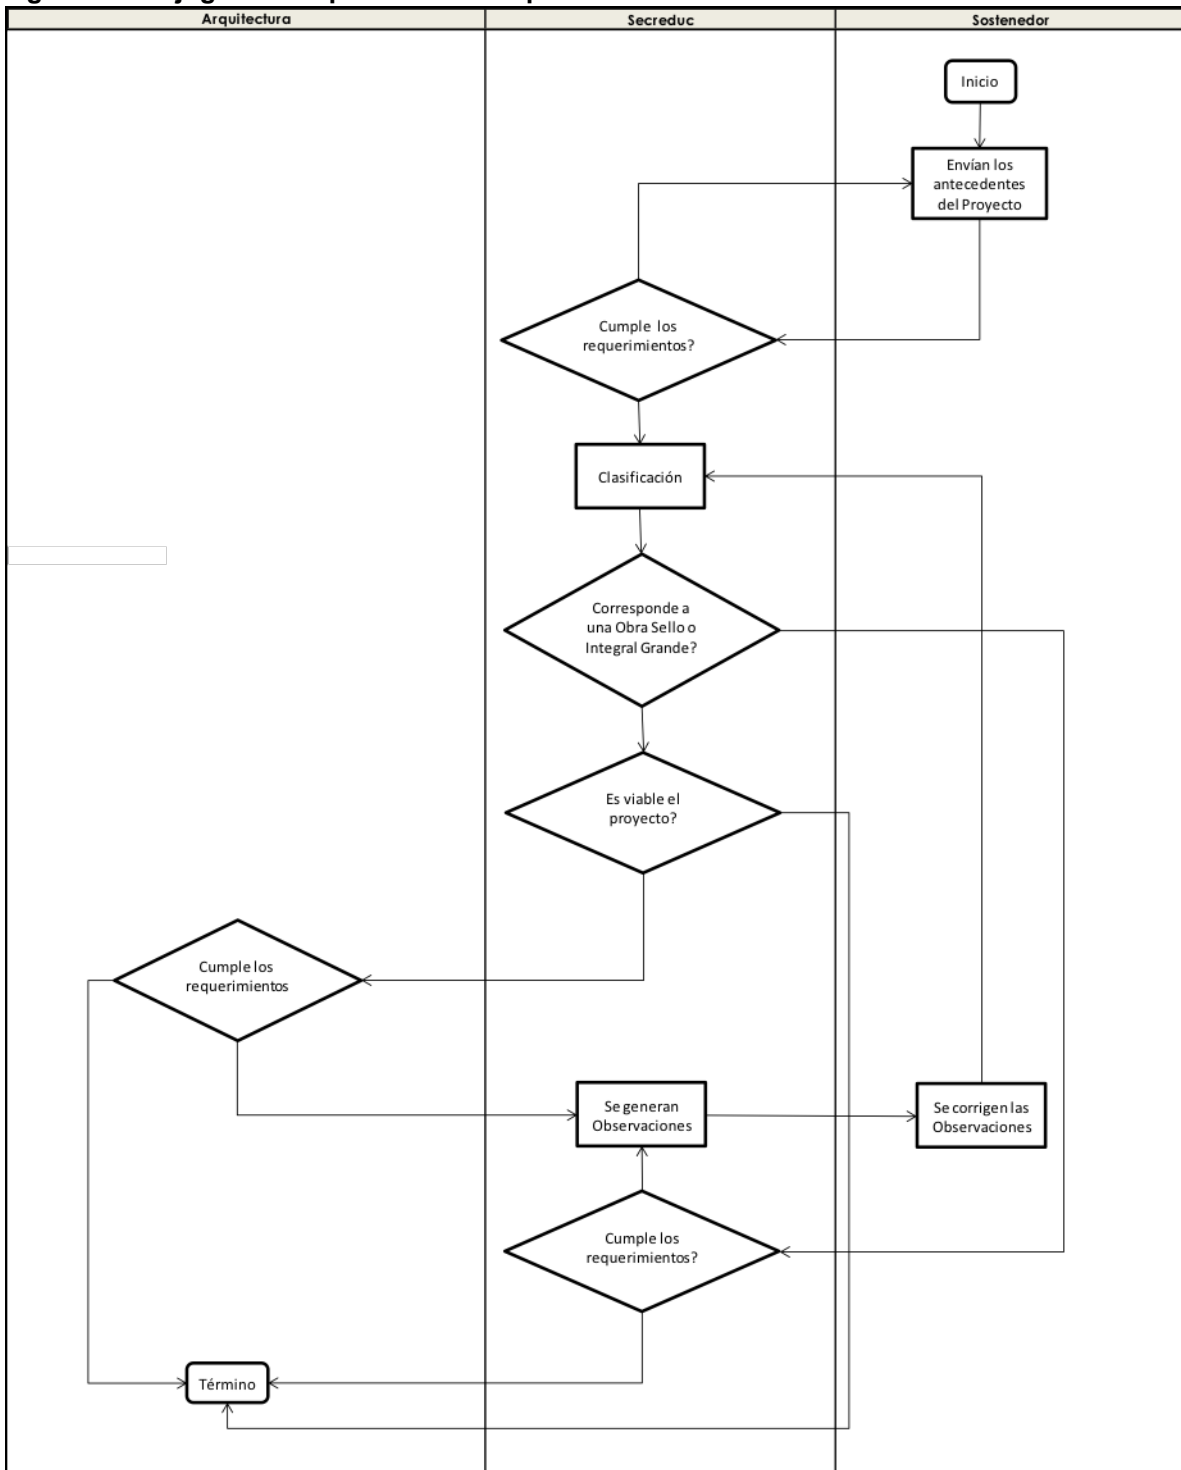 Arquitectura
Secreduc
Sostenedor
Inicio
Envían los
antecedentes
del Proyecto
Cumple los
requerimientos?
Clasificación
Corresponde a
una Obra Sello o
Integral Grande?
Es viable el
proyecto?
Cumple los
requerimientos
Se generan
Observaciones
Se corrigen las
Observaciones
Cumple los
requerimientos?
Término